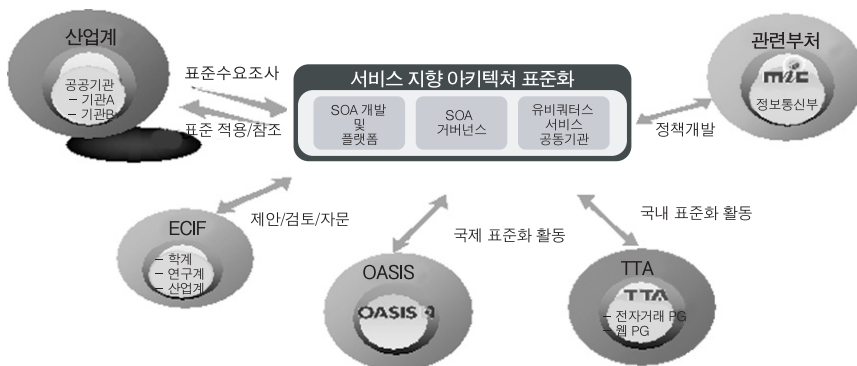 산업계
공공기관
– 기관A
– 기관B
표준수요조사
표준 적용/참조
서비스 지향 아키텍쳐 표준화
SOA 개발
및
플랫폼
SOA
거버넌스
유비쿼터스
서비스
공동기관
정책개발
관련부처
mic
정보통신부
ECIF
– 학계
– 연구계
– 산업계
제안/검토/자문
OASIS
OASIS
국제 표준화 활동
국내 표준화 활동
TTA
TTA
– 전자거래 PG
– 웹 PG